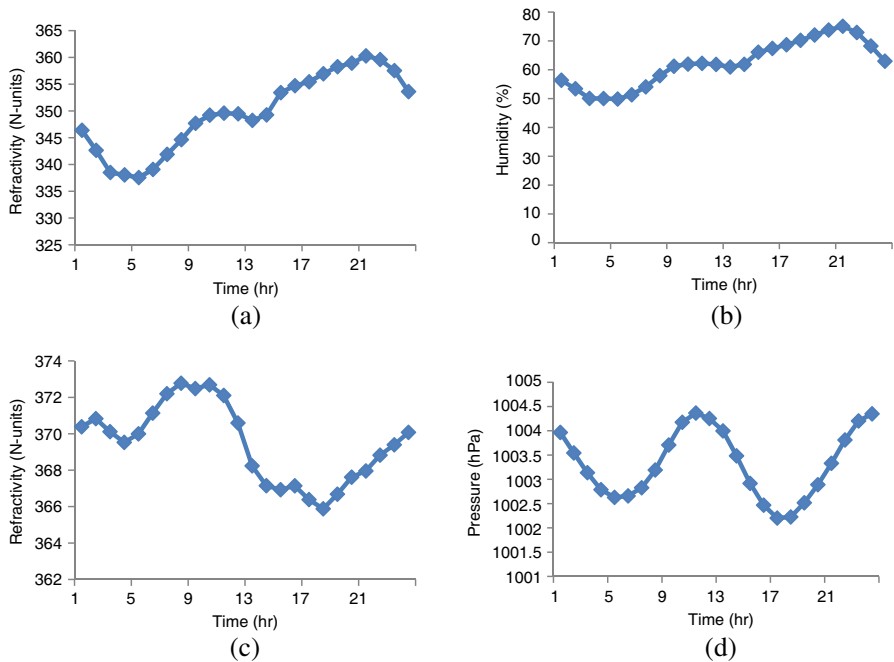 365
360
355
350
345
340
335
330
325
Refractivity (N-units)
1 5 9 13 17 21
Time (hr)
(a)
80
70
60
50
40
30
20
10
0
Humidity (%)
1 5 9 13 17 21
Time (hr)
(b)
374
372
370
368
366
364
362
Refractivity (N-units)
1 5 9 13 17 21
Time (hr)
(c)
1005
1004.5
1004
1003.5
1003
1002.5
1002
1001.5
1001
Pressure (hPa)
1 5 9 13 17 21
Time (hr)
(d)